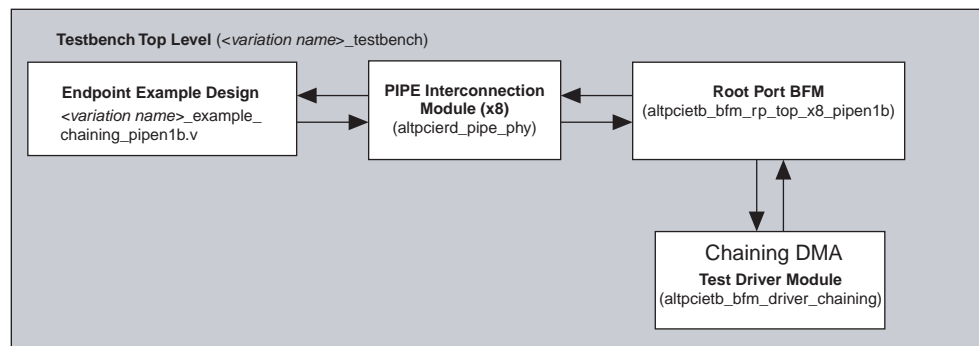 Testbench Top Level (<variation name>_testbench)
Endpoint Example Design
<variation name>_example_
chaining_pipen1b.v
PIPE Interconnection
Module (x8)
(altpcierd_pipe_phy)
Root Port BFM
(altpcietb_bfm_rp_top_x8_pipen1b)
Chaining DMA
Test Driver Module
(altpcietb_bfm_driver_chaining)